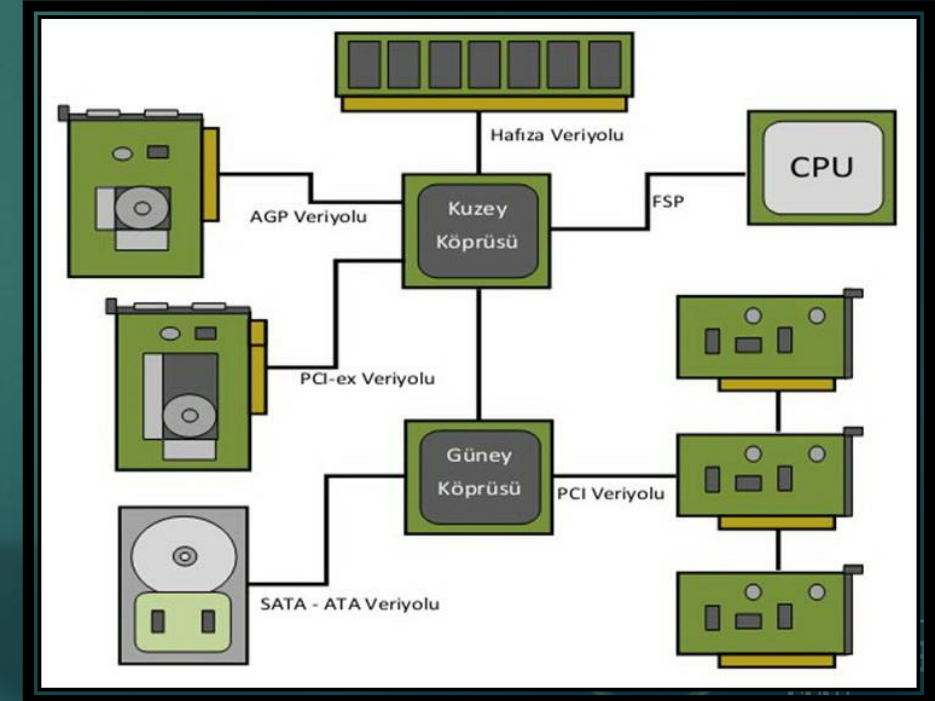 Hafıza Veriyolu
CPU
FSP
Kuzey
Köprüsü
AGP Veriyolu
PCI-ex Veriyolu
Güney
Köprüsü
PCI Veriyolu
SATA - ATA Veriyolu